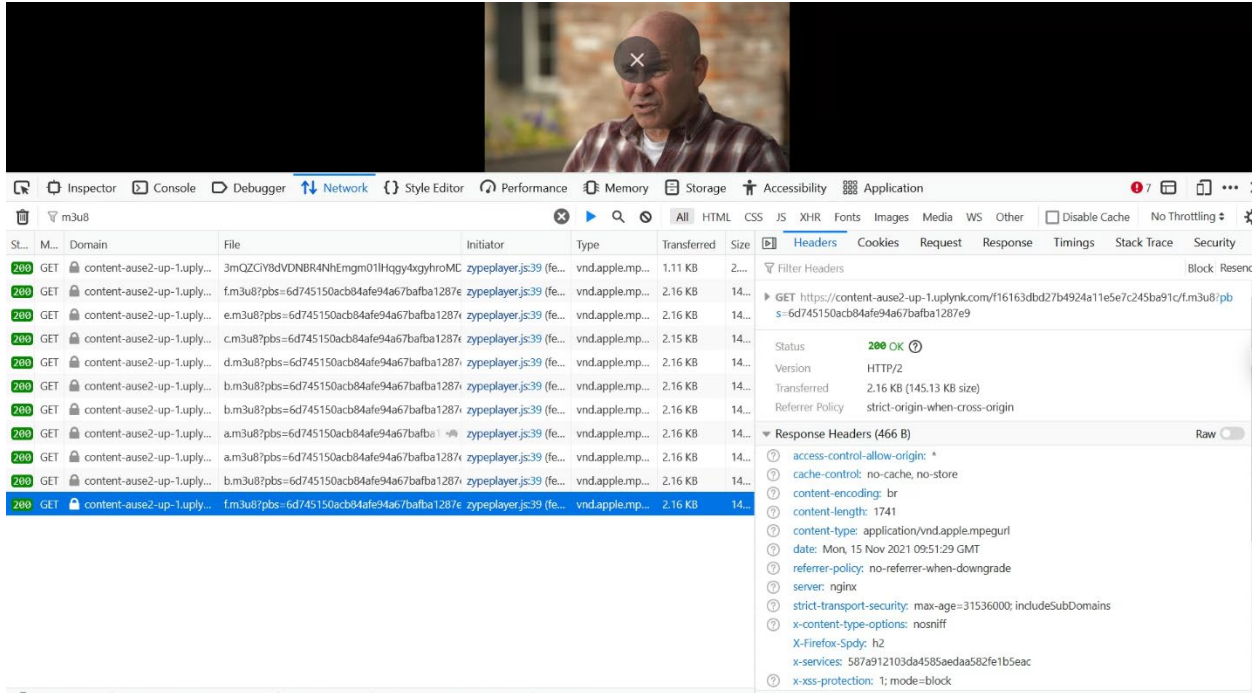 Inspector Console Debugger Network Style Editor Performance Memory Storage Accessibility Application 7
m3u8 All HTML CSS JS XHR Fonts Images Media WS Other Disable Cache No Throttling
St... M... Domain File Initiator Type Transferred Size Headers Cookies Request Response Timings Stack Trace Security
200 GET content-ause2-up-1.uply... zypeplayer.js:39 (fe... vnd.apple.mp... 1.11 KB 2....
200 GET content-ause2-up-1.uply... f.m3u8?pbs=6d745150acb84afe94a67bafba1287e zypeplayer.js:39 (fe... vnd.apple.mp... 2.16 KB 14...
200 GET content-ause2-up-1.uply... e.m3u8?pbs=6d745150acb84afe94a67bafba1287e zypeplayer.js:39 (fe... vnd.apple.mp... 2.16 KB 14...
200 GET content-ause2-up-1.uply... c.m3u8?pbs=6d745150acb84afe94a67bafba1287e zypeplayer.js:39 (fe... vnd.apple.mp... 2.15 KB 14...
200 GET content-ause2-up-1.uply... d.m3u8?pbs=6d745150acb84afe94a67bafba1287e zypeplayer.js:39 (fe... vnd.apple.mp... 2.16 KB 14...
200 GET content-ause2-up-1.uply... b.m3u8?pbs=6d745150acb84afe94a67bafba1287e zypeplayer.js:39 (fe... vnd.apple.mp... 2.16 KB 14...
200 GET content-ause2-up-1.uply... b.m3u8?pbs=6d745150acb84afe94a67bafba1287e zypeplayer.js:39 (fe... vnd.apple.mp... 2.16 KB 14...
200 GET content-ause2-up-1.uply... a.m3u8?pbs=6d745150acb84afe94a67bafba1 zypeplayer.js:39 (fe... vnd.apple.mp... 2.16 KB 14...
200 GET content-ause2-up-1.uply... a.m3u8?pbs=6d745150acb84afe94a67bafba1287e zypeplayer.js:39 (fe... vnd.apple.mp... 2.16 KB 14...
200 GET content-ause2-up-1.uply... b.m3u8?pbs=6d745150acb84afe94a67bafba1287e zypeplayer.js:39 (fe... vnd.apple.mp... 2.16 KB 14...
200 GET content-ause2-up-1.uply... f.m3u8?pbs=6d745150acb84afe94a67bafba1287e zypeplayer.js:39 (fe... vnd.apple.mp... 2.16 KB 14...
Filter Headers Block Resend
GET https://content-ause2-up-1.uplynk.com/f16163dbd27b4924a11e5e7c245ba91c/f.m3u8?pb
s=6d745150acb84afe94a67bafba1287e9
Status 200 OK
Version HTTP/2
Transferred 2.16 KB (145.13 KB size)
Referrer Policy strict-origin-when-cross-origin
Response Headers (466 B) Raw
access-control-allow-origin: *
cache-control: no-cache, no-store
content-encoding: br
content-length: 1741
content-type: application/vnd.apple.mpegurl
date: Mon, 15 Nov 2021 09:51:29 GMT
referrer-policy: no-referrer-when-downgrade
server: nginx
strict-transport-security: max-age=31536000; includeSubDomains
x-content-type-options: nosniff
X-Firefox-Spdy: h2
x-services: 587a912103da4585aedaa582fe1b5eac
x-xss-protection: 1; mode=block